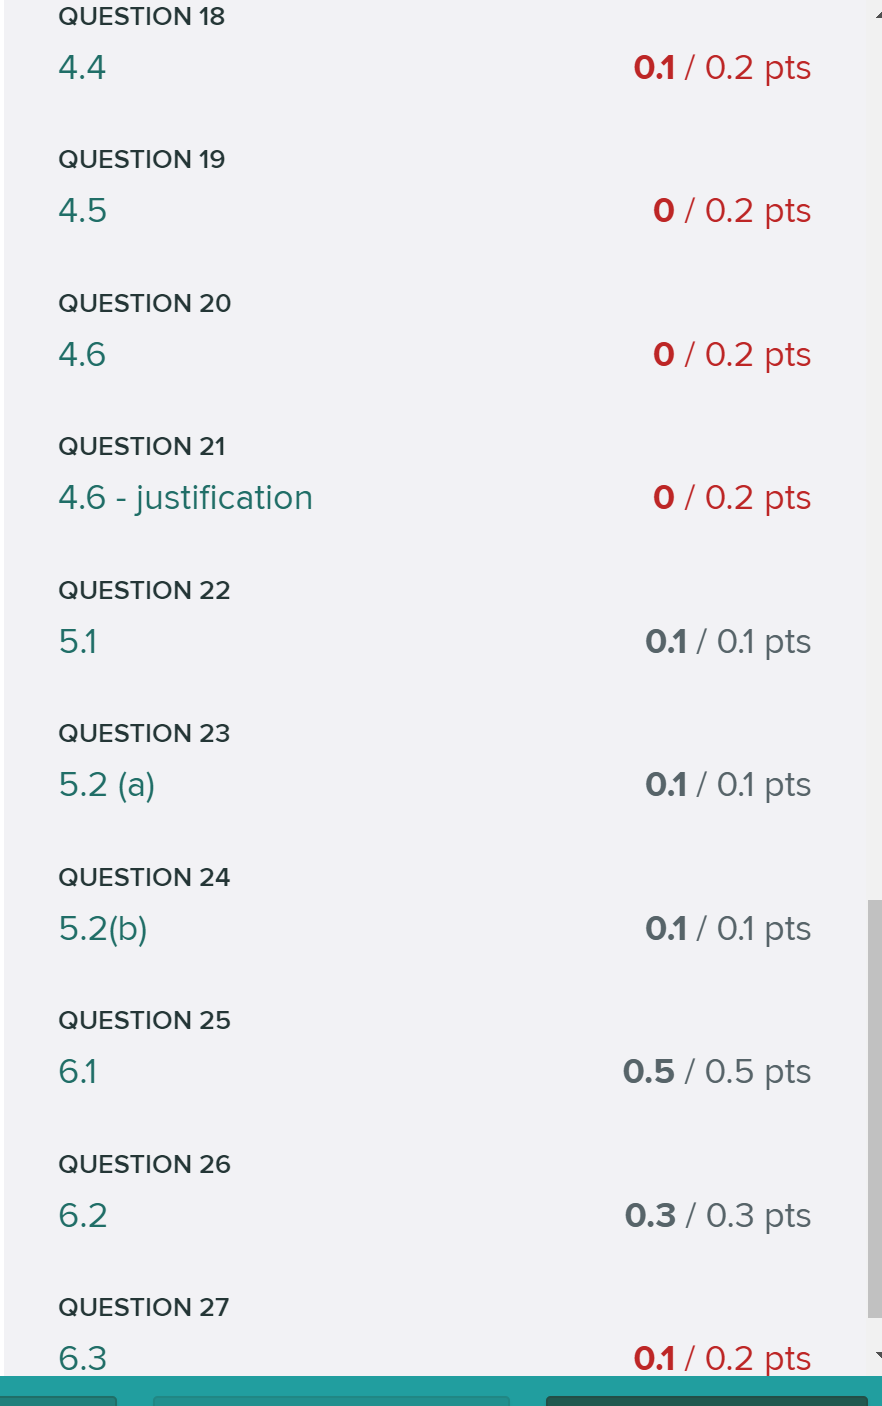 QUESTION 18
4.4 0.1 / 0.2 pts
QUESTION 19
4.5 0 / 0.2 pts
QUESTION 20
4.6 0 / 0.2 pts
QUESTION 21
4.6 - justification 0 / 0.2 pts
QUESTION 22
5.1 0.1 / 0.1 pts
QUESTION 23
5.2 (a) 0.1 / 0.1 pts
QUESTION 24
5.2(b) 0.1 / 0.1 pts
QUESTION 25
6.1 0.5 / 0.5 pts
QUESTION 26
6.2 0.3 / 0.3 pts
QUESTION 27
6.3 0.1 / 0.2 pts